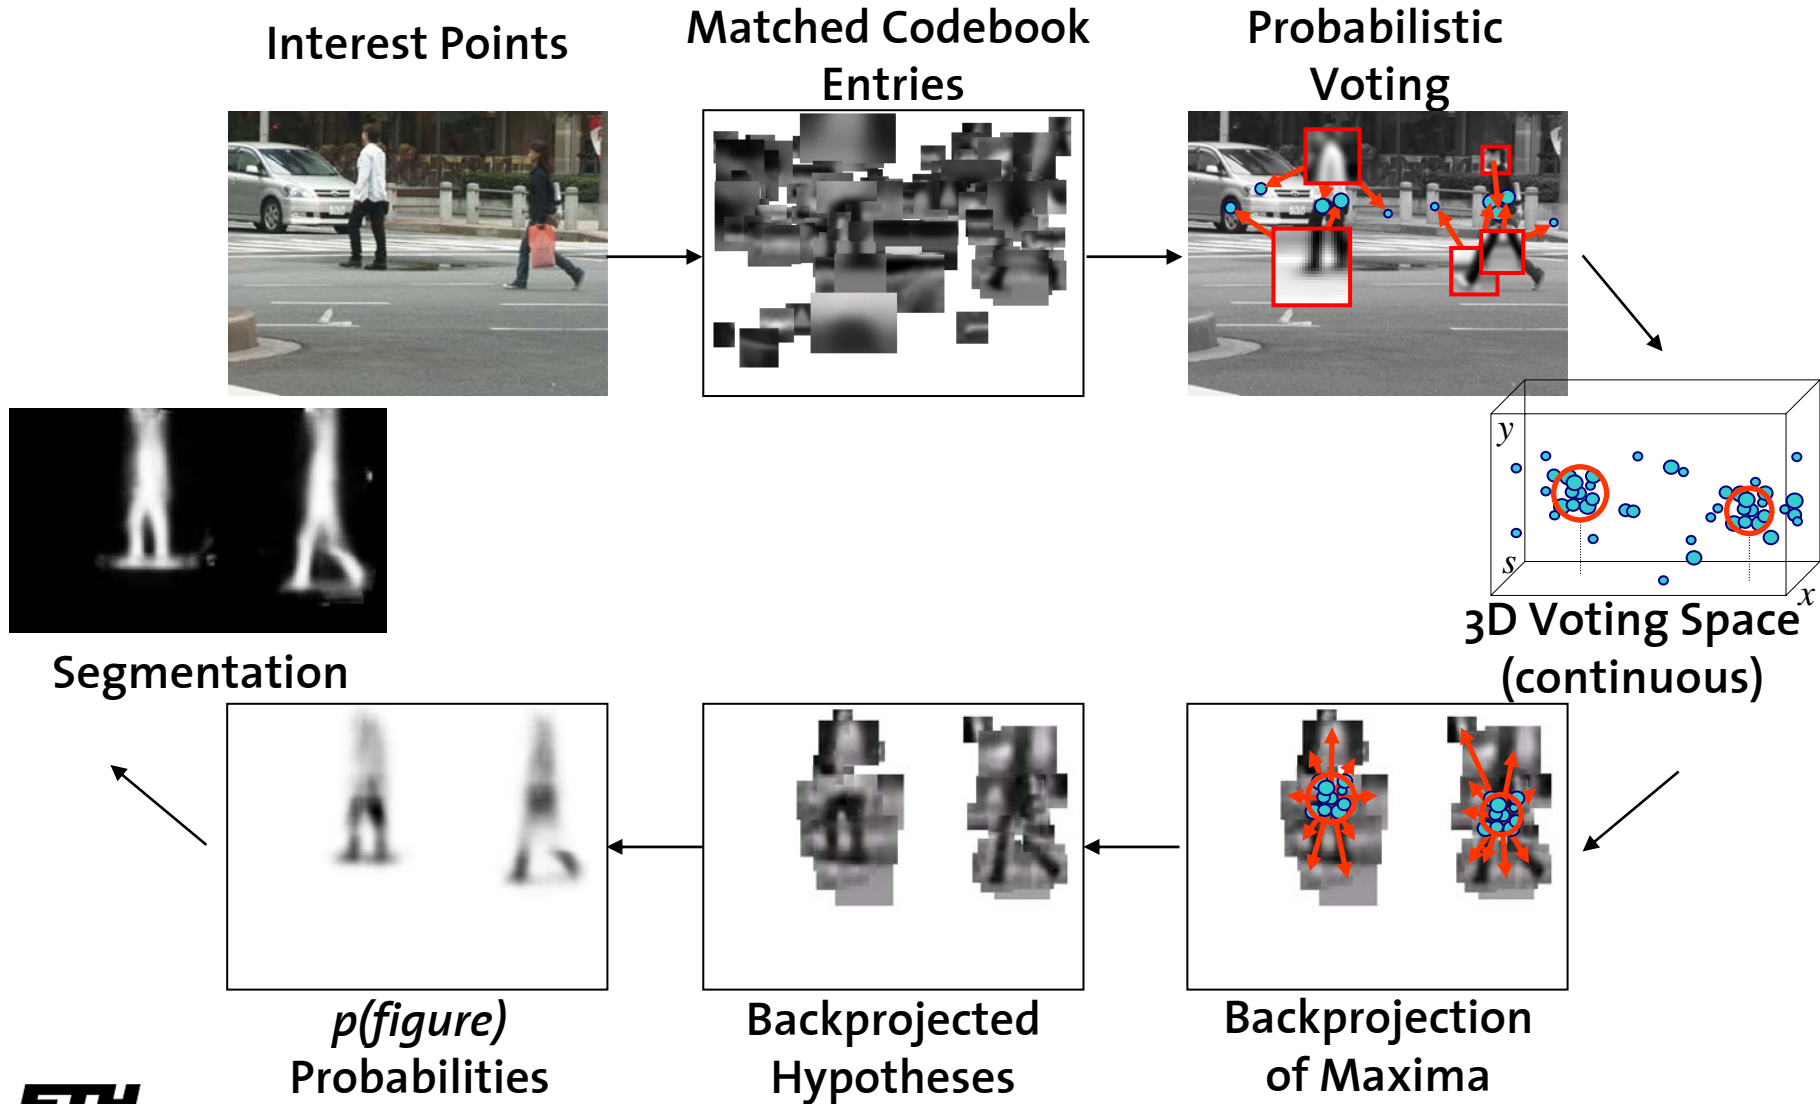 Interest Points
Matched Codebook
Entries
Probabilistic
Voting
y
s
x
3D Voting Space
(continuous)
Segmentation
p(figure)
Probabilities
Backprojected
Hypotheses
Backprojection
of Maxima
ETH